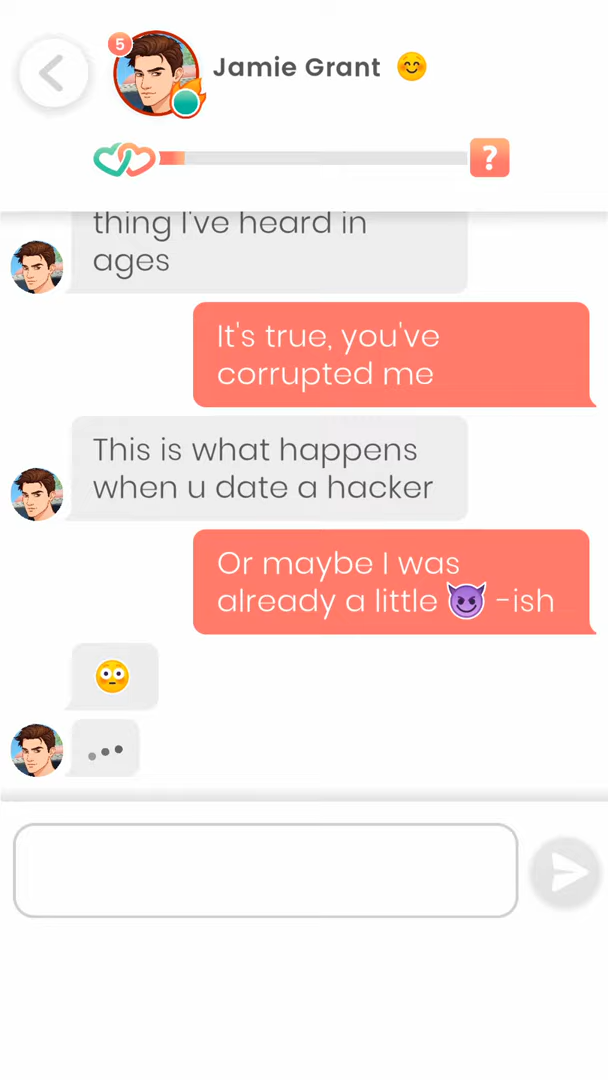 5
Jamie Grant 😊
?
thing I've heard in
ages
It's true, you've
corrupted me
This is what happens
when u date a hacker
Or maybe I was
already a little 😈 -ish
😳
...